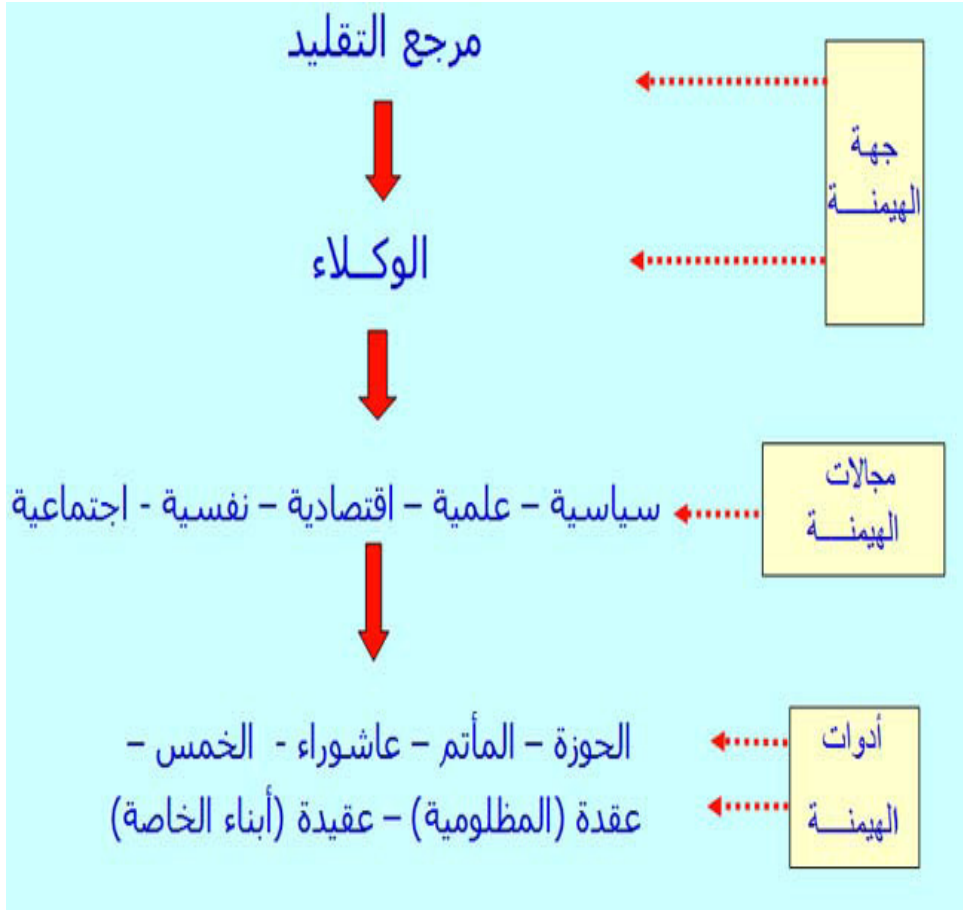 مرجع التقليد
جهة
الهيمنــــة
الوكــلاء
مجالات
الهيمنــــة
سياسية – علمية – اقتصادية – نفسية - اجتماعية
أدوات
الهيمنــــة
الحوزة – المأتم – عاشوراء - الخمس –
عقدة (المظلومية) – عقيدة (أبناء الخاصة)